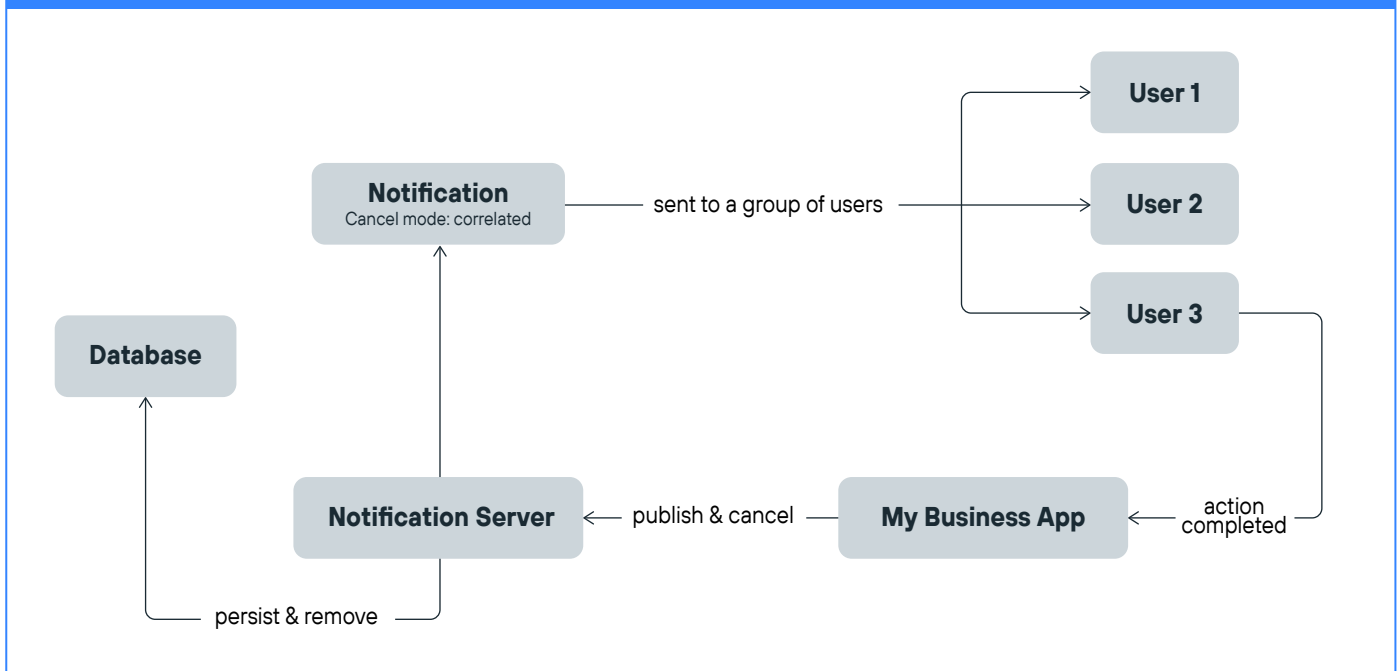 User 1
Notification
Cancel mode: correlated
sent to a group of users
User 2
User 3
Database
Notification Server
publish & cancel
My Business App
action
completed
persist & remove